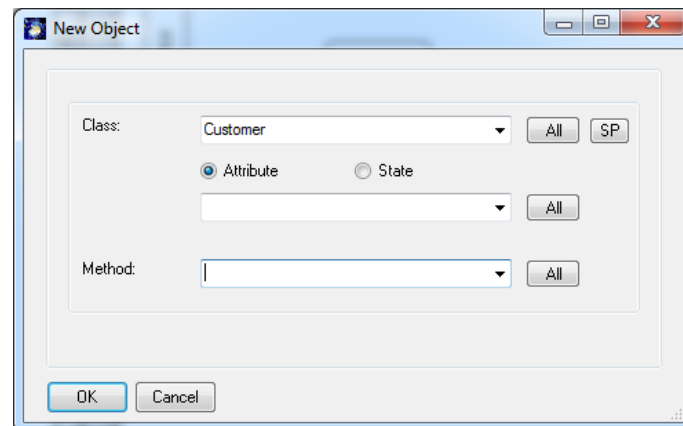 New Object
Class:
Customer
All
SP
Attribute
State
All
Method:
All
OK
Cancel